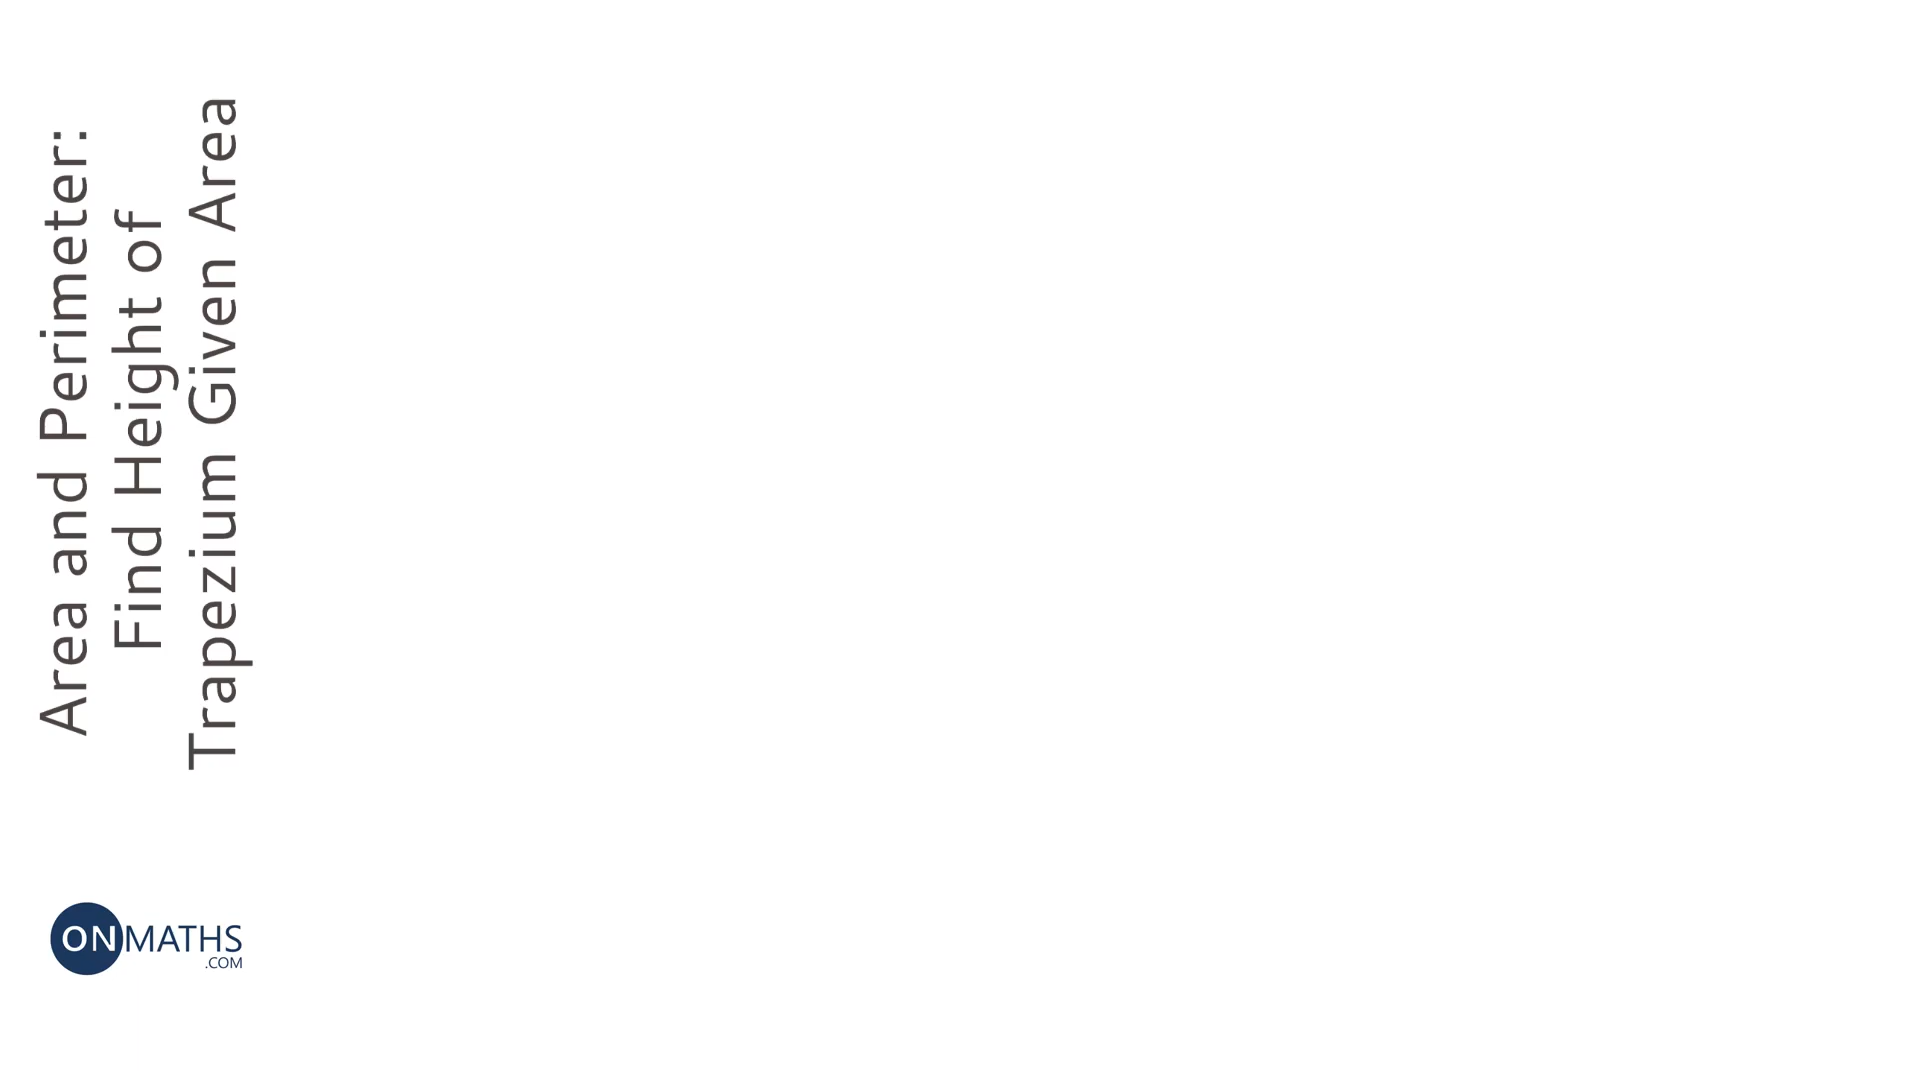 Area and Perimeter:
Find Height of
Trapezium Given Area
ONMATHS
.COM